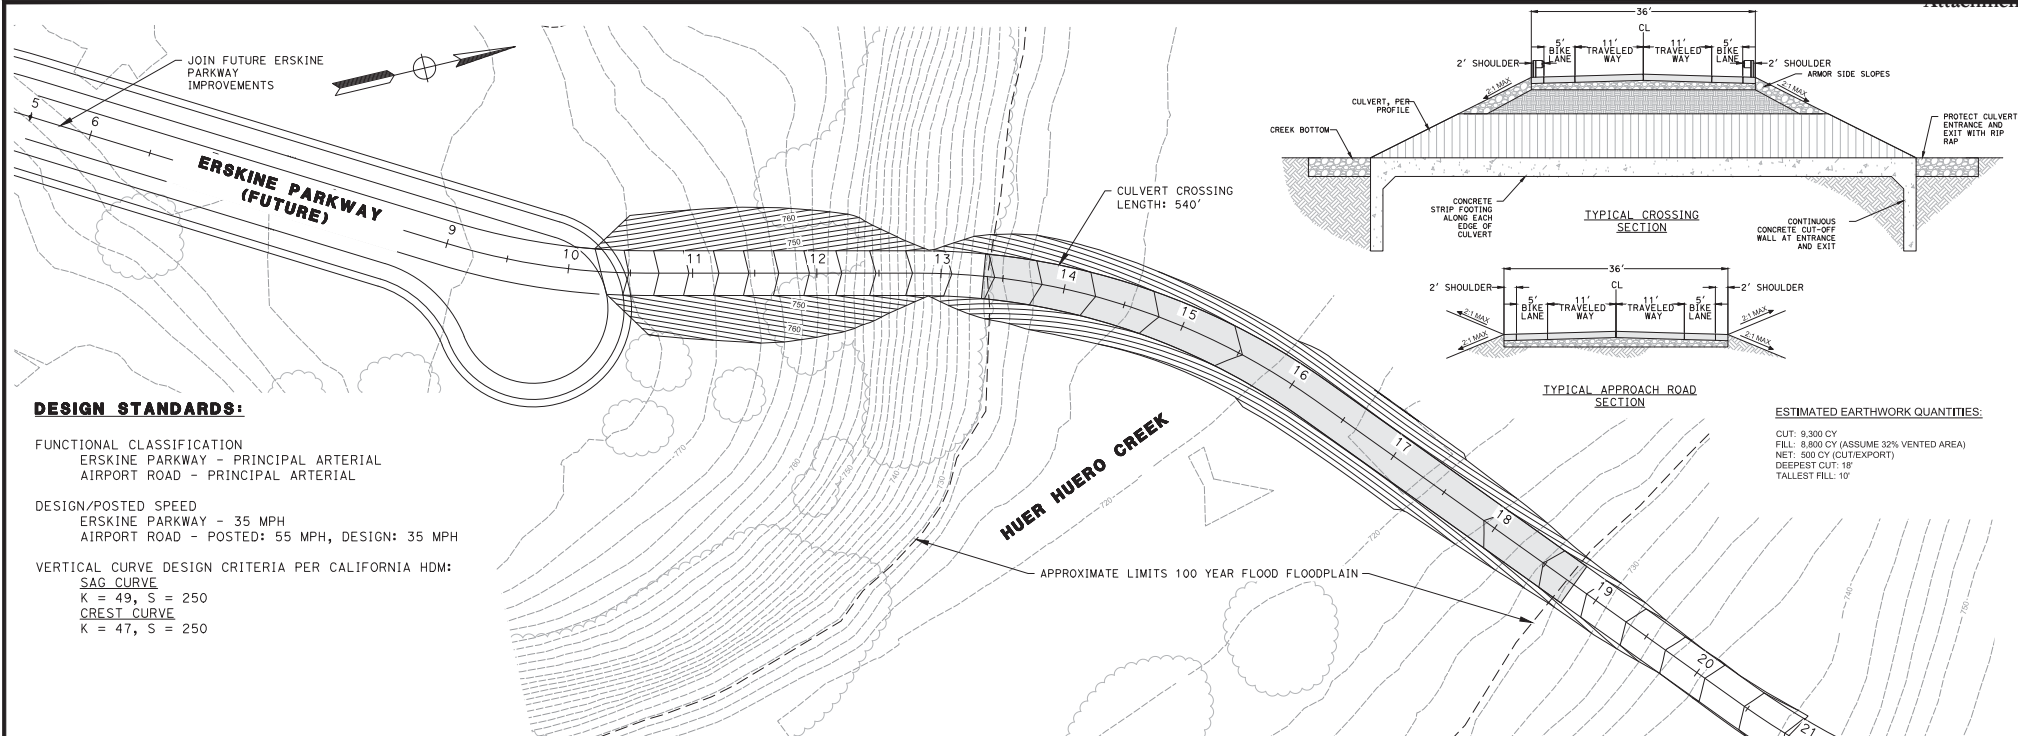 JOIN FUTURE ERSKINE
PARKWAY
IMPROVEMENTS
5
6
ERSKINE PARKWAY
(FUTURE)
9
10
11
12
13
14
15
16
17
18
19
20
21
760
750
750
760
CULVERT CROSSING
LENGTH: 540'
HUER HUERO CREEK
APPROXIMATE LIMITS 100 YEAR FLOOD FLOODPLAIN
770
760
750
740
730
720
720
730
740
750
DESIGN STANDARDS:
FUNCTIONAL CLASSIFICATION
ERSKINE PARKWAY - PRINCIPAL ARTERIAL
AIRPORT ROAD - PRINCIPAL ARTERIAL
DESIGN/POSTED SPEED
ERSKINE PARKWAY - 35 MPH
AIRPORT ROAD - POSTED: 55 MPH, DESIGN: 35 MPH
VERTICAL CURVE DESIGN CRITERIA PER CALIFORNIA HDM:
SAG CURVE
K = 49, S = 250
CREST CURVE
K = 47, S = 250
36'
CL
5' BIKE LANE
11' TRAVELED WAY
11' TRAVELED WAY
5' BIKE LANE
2' SHOULDER
2' SHOULDER
ARMOR SIDE SLOPES
2:1 MAX
2:1 MAX
CULVERT, PER
PROFILE
CREEK BOTTOM
PROTECT CULVERT
ENTRANCE AND
EXIT WITH RIP
RAP
CONCRETE
STRIP FOOTING
ALONG EACH
EDGE OF
CULVERT
TYPICAL CROSSING
SECTION
CONTINUOUS
CONCRETE CUT-OFF
WALL AT ENTRANCE
AND EXIT
36'
CL
2' SHOULDER
2' SHOULDER
5' BIKE LANE
11' TRAVELED WAY
11' TRAVELED WAY
5' BIKE LANE
2:1 MAX
2:1 MAX
2:1 MAX
2:1 MAX
TYPICAL APPROACH ROAD
SECTION
ESTIMATED EARTHWORK QUANTITIES:
CUT: 9,300 CY
FILL: 8,800 CY (ASSUME 32% VENTED AREA)
NET: 500 CY (CUT/EXPORT)
DEEPEST CUT: 18'
TALLEST FILL: 10'